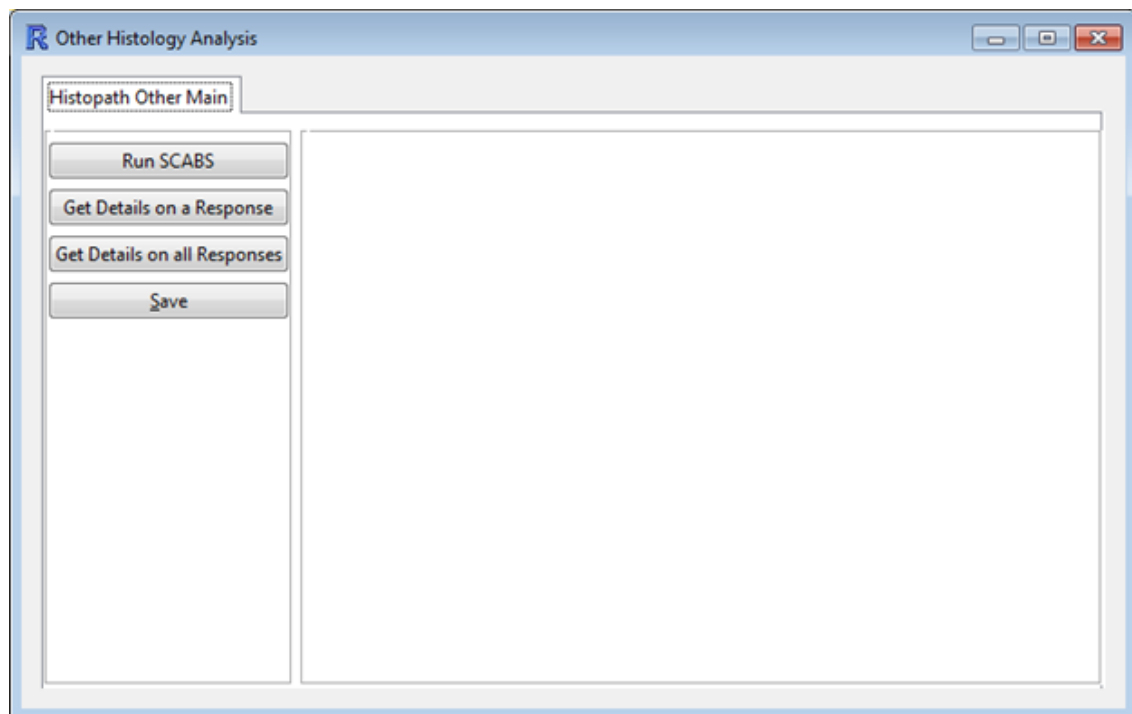 Other Histology Analysis
Histopath Other Main
Run SCABS
Get Details on a Response
Get Details on all Responses
Save